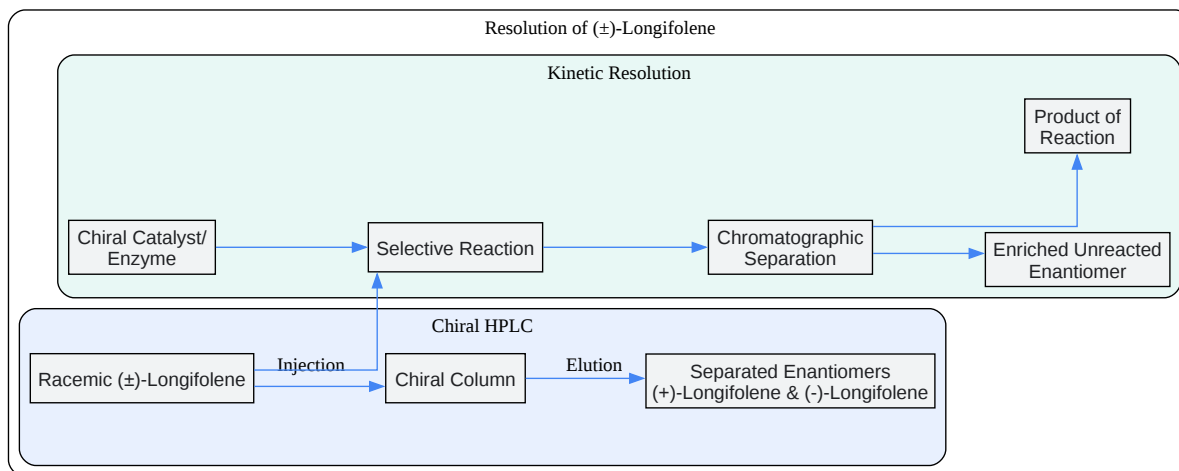 Resolution of (±)-Longifolene
Kinetic Resolution
Product of
Reaction
Chiral Catalyst/
Enzyme
Selective Reaction
Chromatographic
Separation
Enriched Unreacted
Enantiomer
Chiral HPLC
Racemic (±)-Longifolene
Injection
Chiral Column
Elution
Separated Enantiomers
(+)-Longifolene & (-)-Longifolene